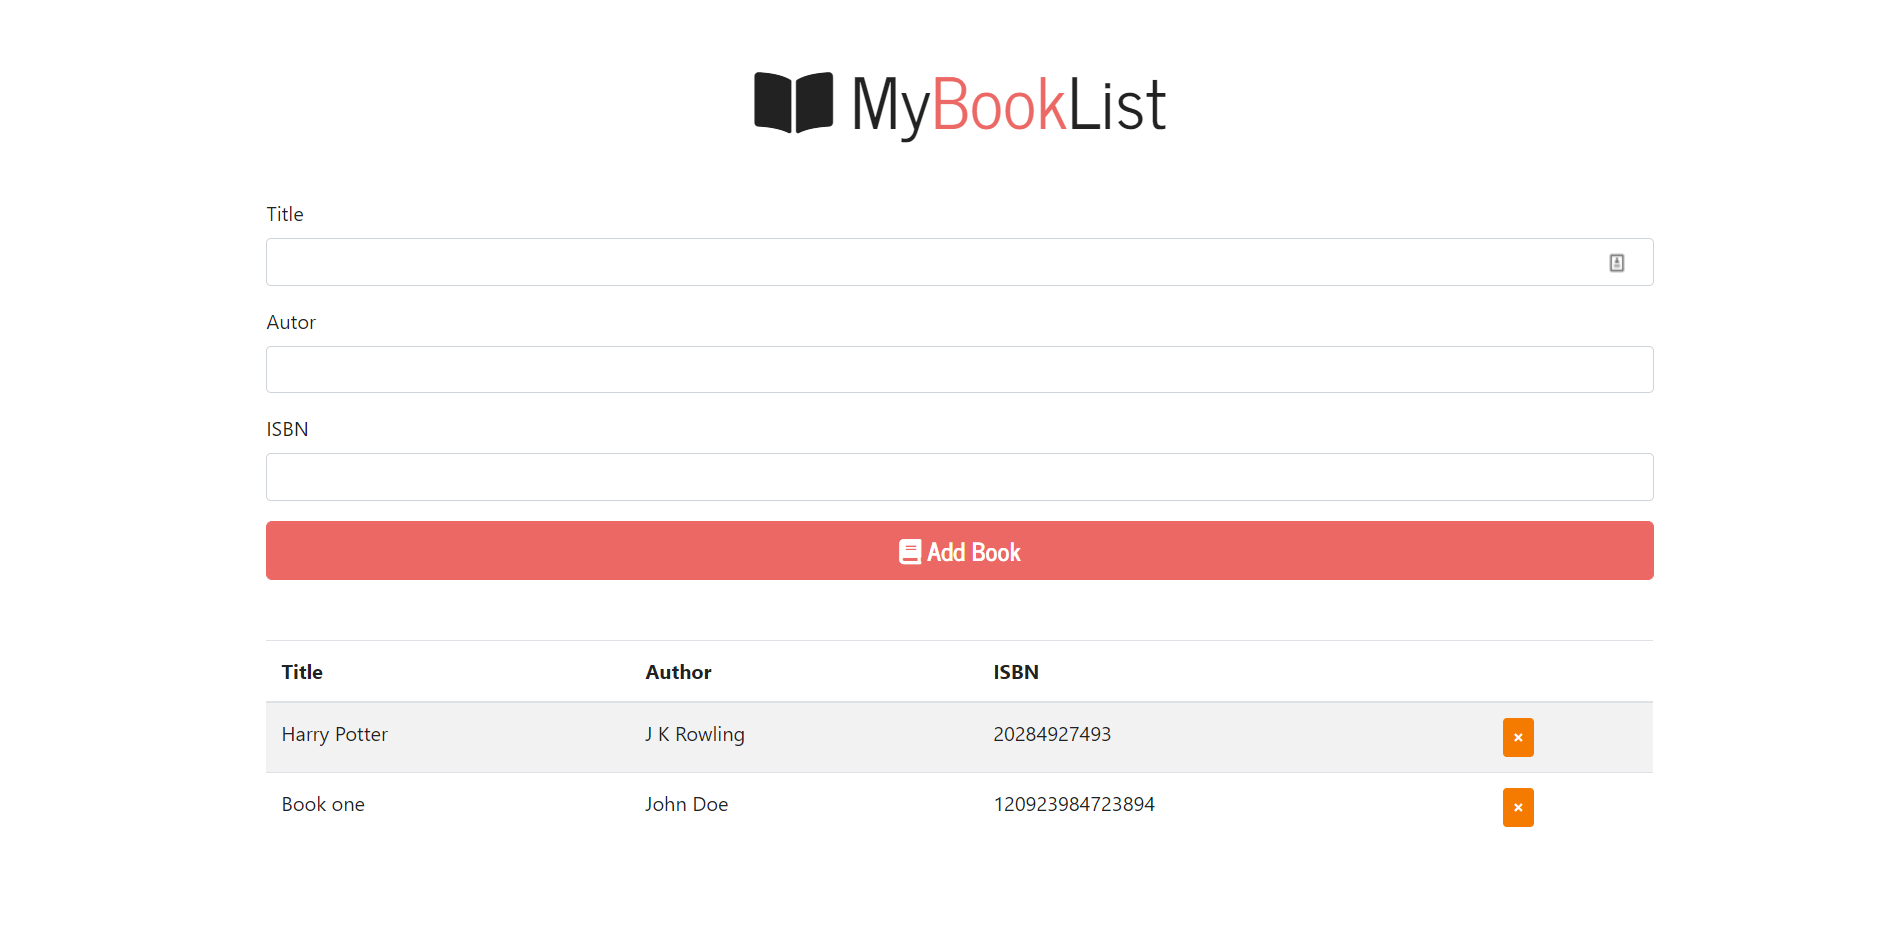 MyBookList
Title
Autor
ISBN
Add Book
Title Author ISBN
Harry Potter J K Rowling 20284927493 ×
Book one John Doe 120923984723894 ×